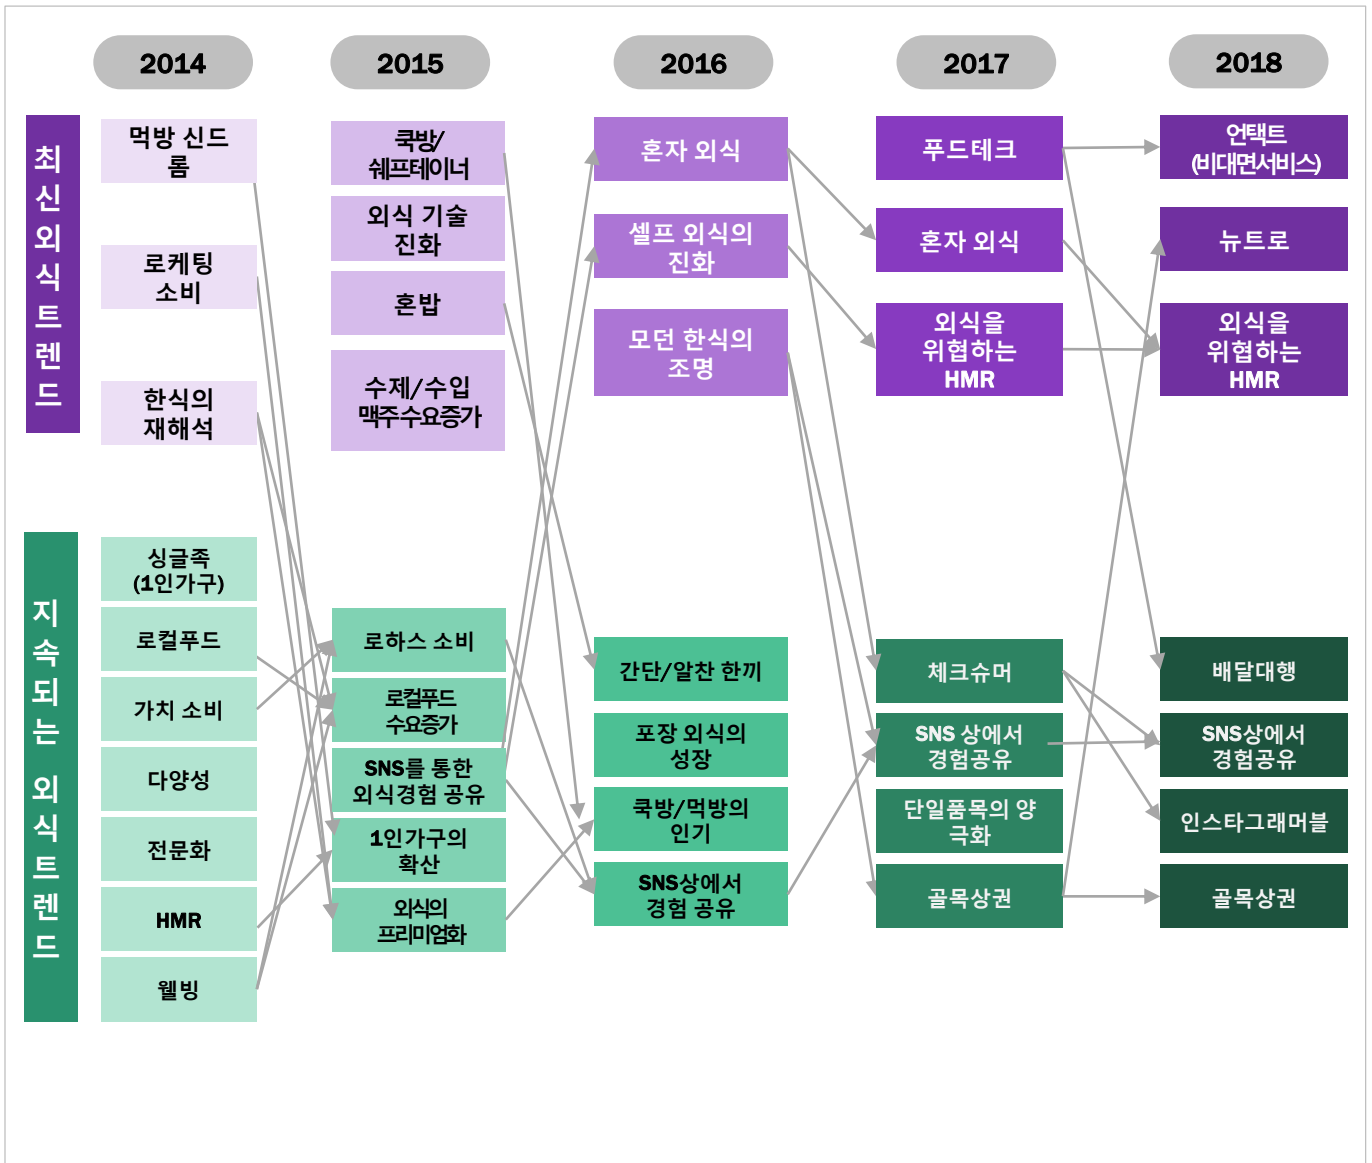 2014
2015
2016
2017
2018
최신외식트렌드
먹방 신드
롬
로케팅
소비
한식의
재해석
쿡방/
쉐프테이너
외식 기술
진화
혼밥
수제/수입
맥주수요증가
혼자 외식
셀프 외식의
진화
모던 한식의
조명
푸드테크
혼자 외식
외식을
위협하는
HMR
언택트
(비대면서비스)
뉴트로
외식을
위협하는
HMR
지속되는 외식트렌드
싱글족
(1인가구)
로컬푸드
가치 소비
다양성
전문화
HMR
웰빙
로하스 소비
로컬푸드
수요증가
SNS를 통한
외식경험 공유
1인가구의
확산
외식의
프리미엄화
간단/알찬 한끼
포장 외식의
성장
쿡방/먹방의
인기
SNS상에서
경험 공유
체크슈머
SNS 상에서
경험공유
단일품목의 양
극화
골목상권
배달대행
SNS상에서
경험공유
인스타그래머블
골목상권